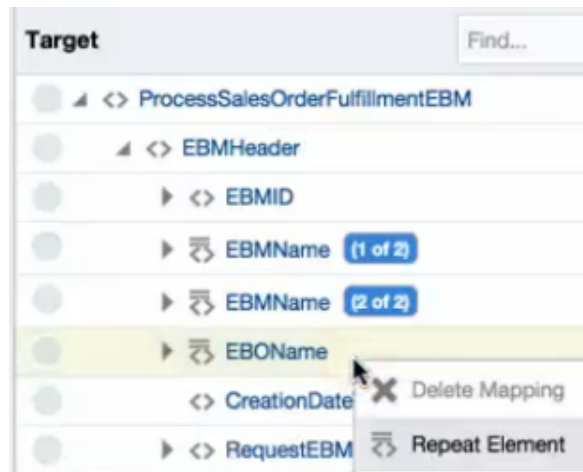 Target Find...
<> ProcessSalesOrderFulfillmentEBM
<> EBMHeader
<> EBMID
EBMName (1 of 2)
EBMName (2 of 2)
EBOName
<> CreationDate Delete Mapping
<> RequestEBM Repeat Element